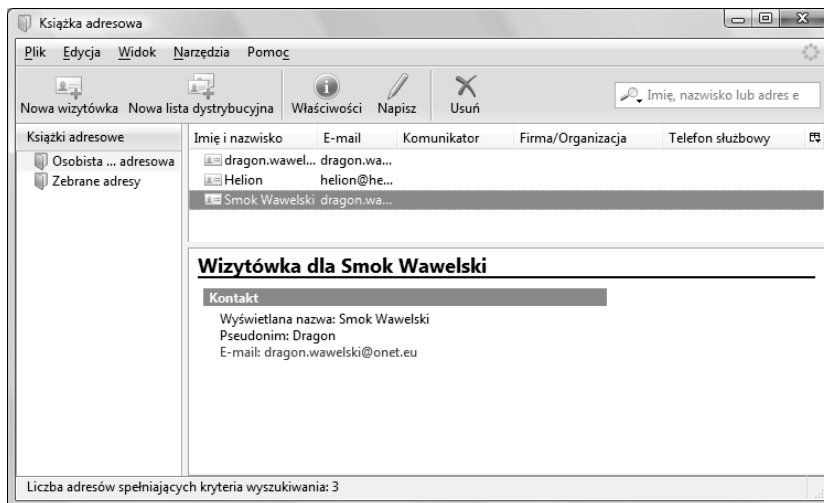 Książka adresowa
Plik Edycja Widok Narzędzia Pomoc
Nowa wizytówka Nowa lista dystrybucyjna Właściwości Napisz Usuń
Imię, nazwisko lub adres e
Książki adresowe
Osobista ... adresowa
Zebrane adresy
Imię i nazwisko E-mail Komunikator Firma/Organizacja Telefon służbowy
dragon.wawel... dragon.wa...
Helion helion@he...
Smok Wawelski dragon.wa...
Wizytówka dla Smok Wawelski
Kontakt
Wyświetlana nazwa: Smok Wawelski
Pseudonim: Dragon
E-mail: dragon.wawelski@onet.eu
Liczba adresów spełniających kryteria wyszukiwania: 3